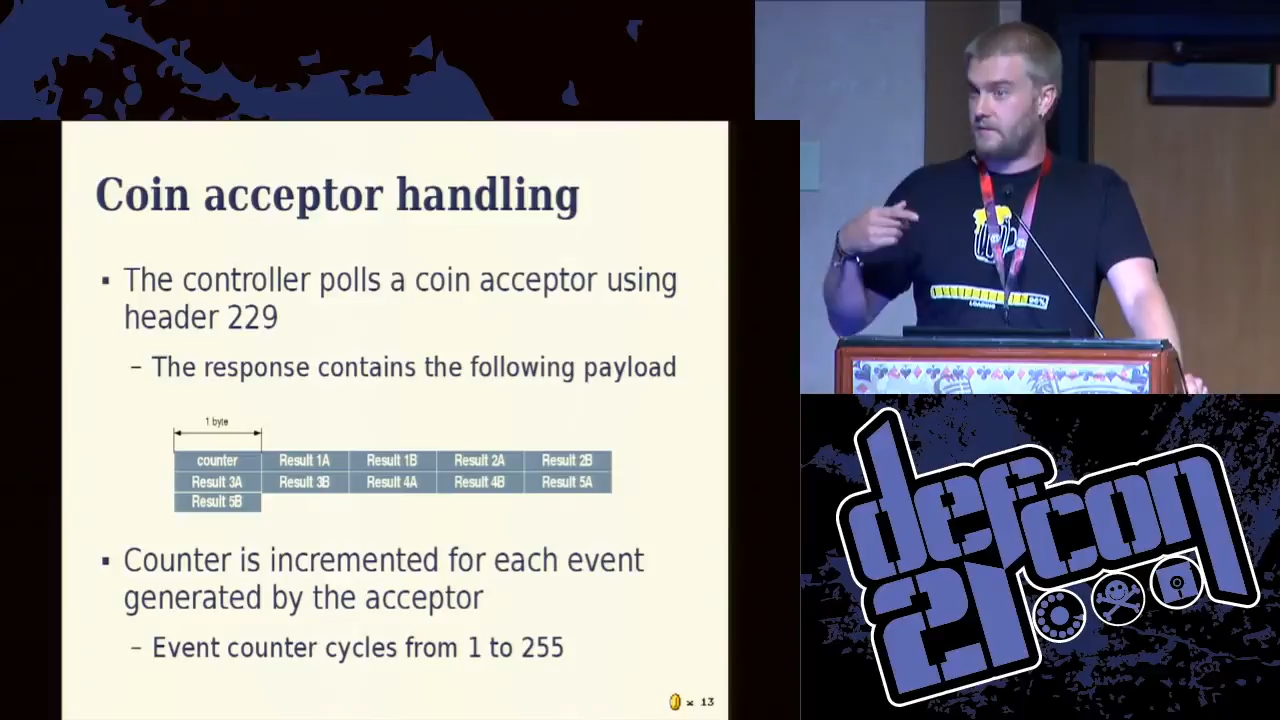 Coin acceptor handling
▪ The controller polls a coin acceptor using
header 229
– The response contains the following payload
1 byte
counter Result 1A Result 1B Result 2A Result 2B
Result 3A Result 3B Result 4A Result 4B Result 5A
Result 5B
▪ Counter is incremented for each event
generated by the acceptor
– Event counter cycles from 1 to 255
× 13
LOADING
defcon
21